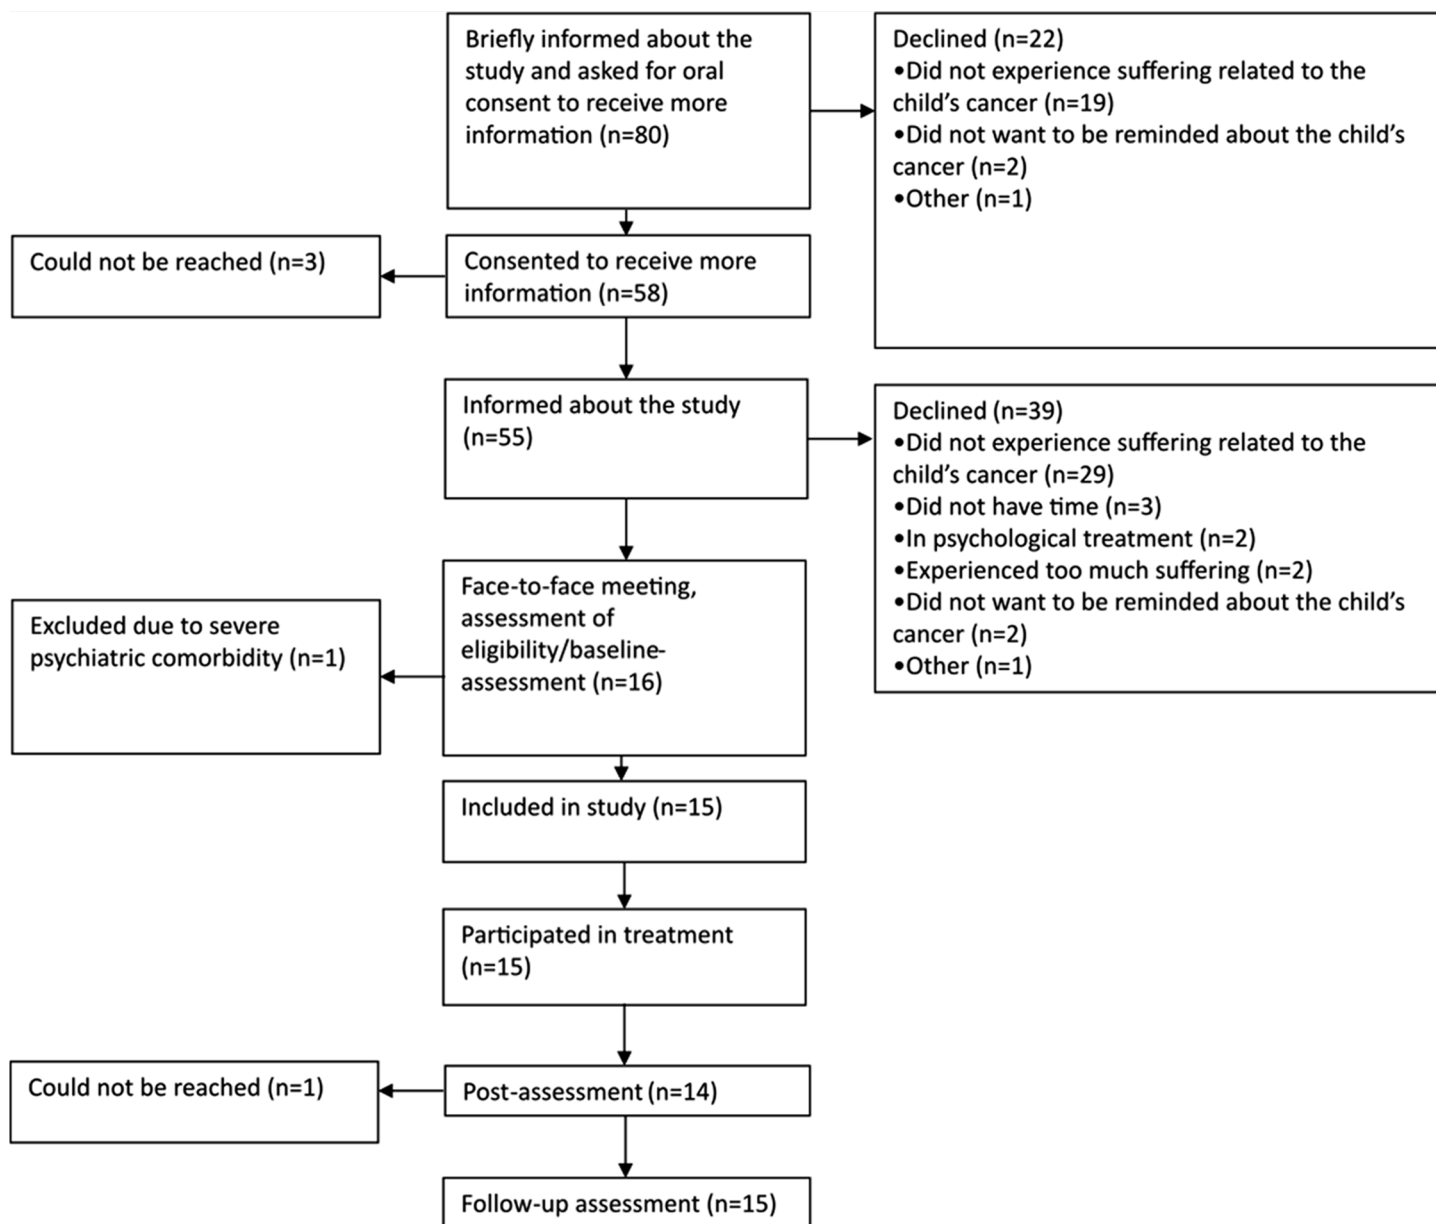 Briefly informed about the
study and asked for oral
consent to receive more
information (n=80)
Declined (n=22)
•Did not experience suffering related to the
child's cancer (n=19)
•Did not want to be reminded about the child's
cancer (n=2)
•Other (n=1)
Could not be reached (n=3)
Consented to receive more
information (n=58)
Informed about the study
(n=55)
Declined (n=39)
•Did not experience suffering related to the
child's cancer (n=29)
•Did not have time (n=3)
•In psychological treatment (n=2)
•Experienced too much suffering (n=2)
•Did not want to be reminded about the child's
cancer (n=2)
•Other (n=1)
Face-to-face meeting,
assessment of
eligibility/baseline-
assessment (n=16)
Excluded due to severe
psychiatric comorbidity (n=1)
Included in study (n=15)
Participated in treatment
(n=15)
Could not be reached (n=1)
Post-assessment (n=14)
Follow-up assessment (n=15)